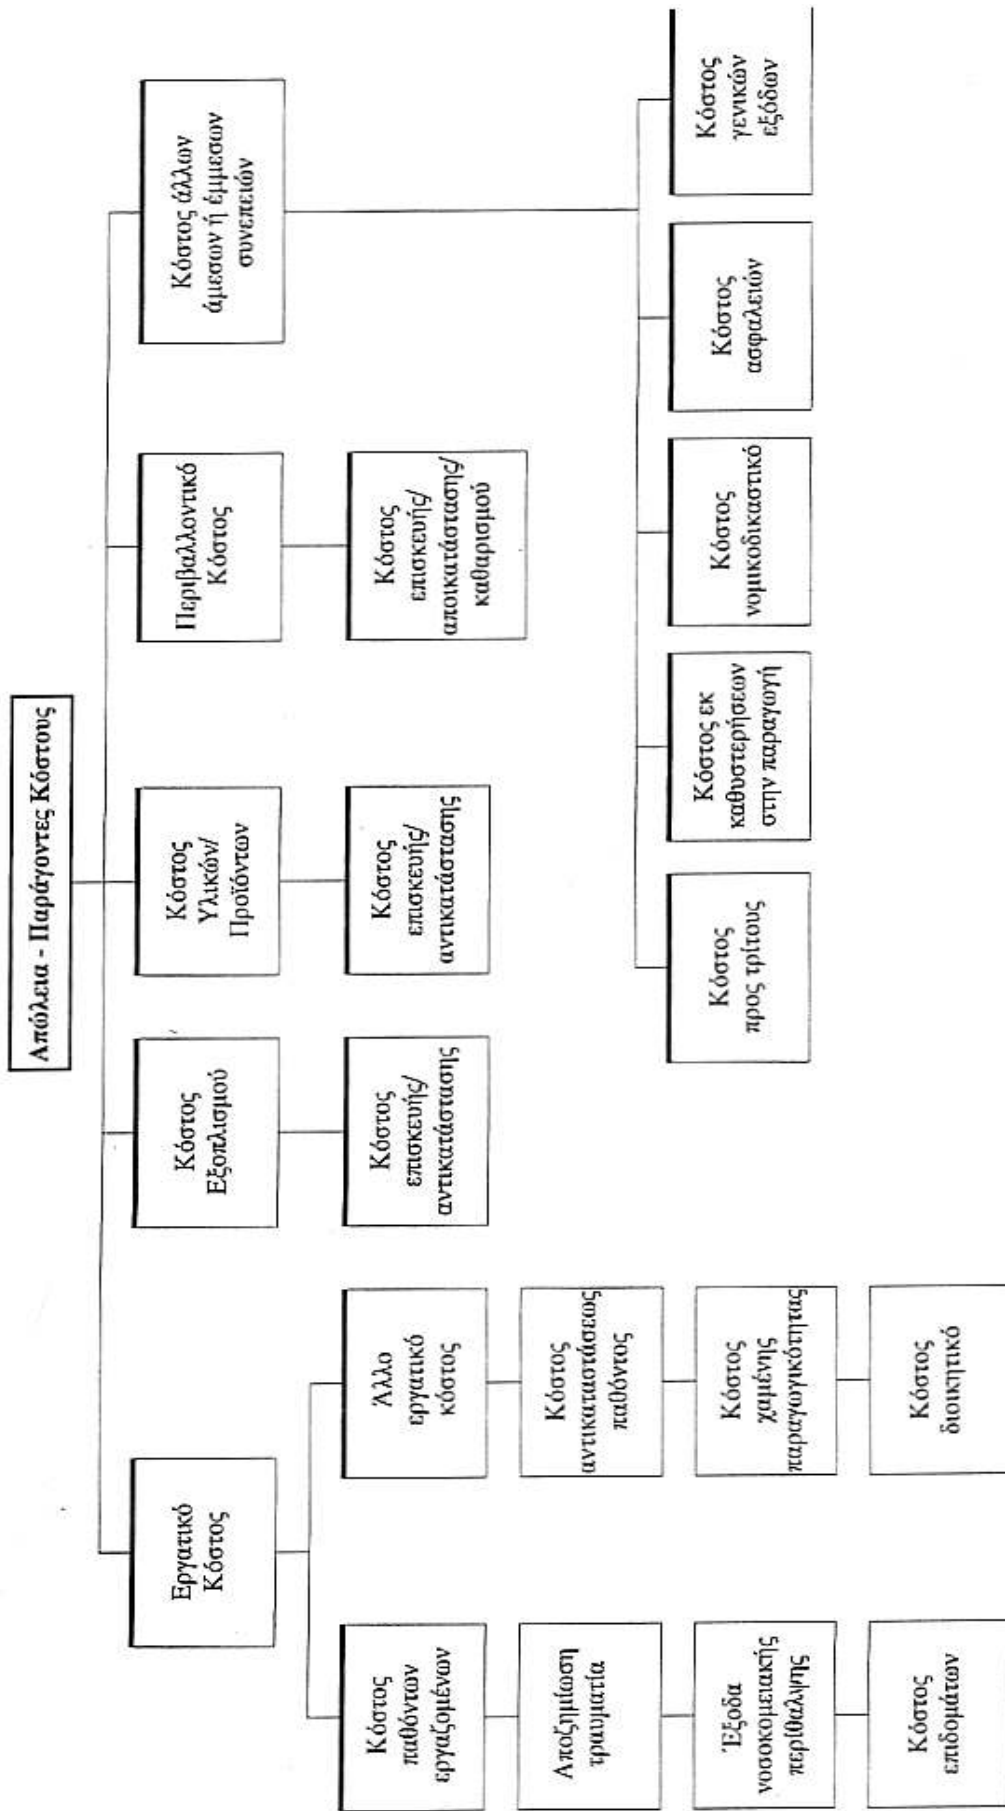 Απώλεια - Παράγοντες Κόστους
Εργατικό
Κόστος
Κόστος
Εξοπλισμού
Κόστος
Υλικών/
Προϊόντων
Περιβαλλοντικό
Κόστος
Κόστος άλλων
άμεσων ή έμμεσων
συνεπειών
Κόστος
παθόντων
εργαζομένων
Άλλο
εργατικό
κόστος
Κόστος
επισκευής/
αντικατάστασης
Κόστος
επισκευής/
αντικατάστασης
Κόστος
επισκευής/
αποικατάστασης/
καθαρισμού
Αποζημίωση
τραυματία
Κόστος
αντικαταστάσεως
παθόντος
Έξοδα
νοσοκομειακής
περίθαλψης
Κόστος
χαμένης
παραγωγικότητας
Κόστος
προς τρίτους
Κόστος εκ
καθυστερήσεων
στην παραγωγή
Κόστος
νομικοδικαστικό
Κόστος
ασφαλειών
Κόστος
γενικών
εξόδων
Κόστος
επιδομάτων
Κόστος
διοικητικό